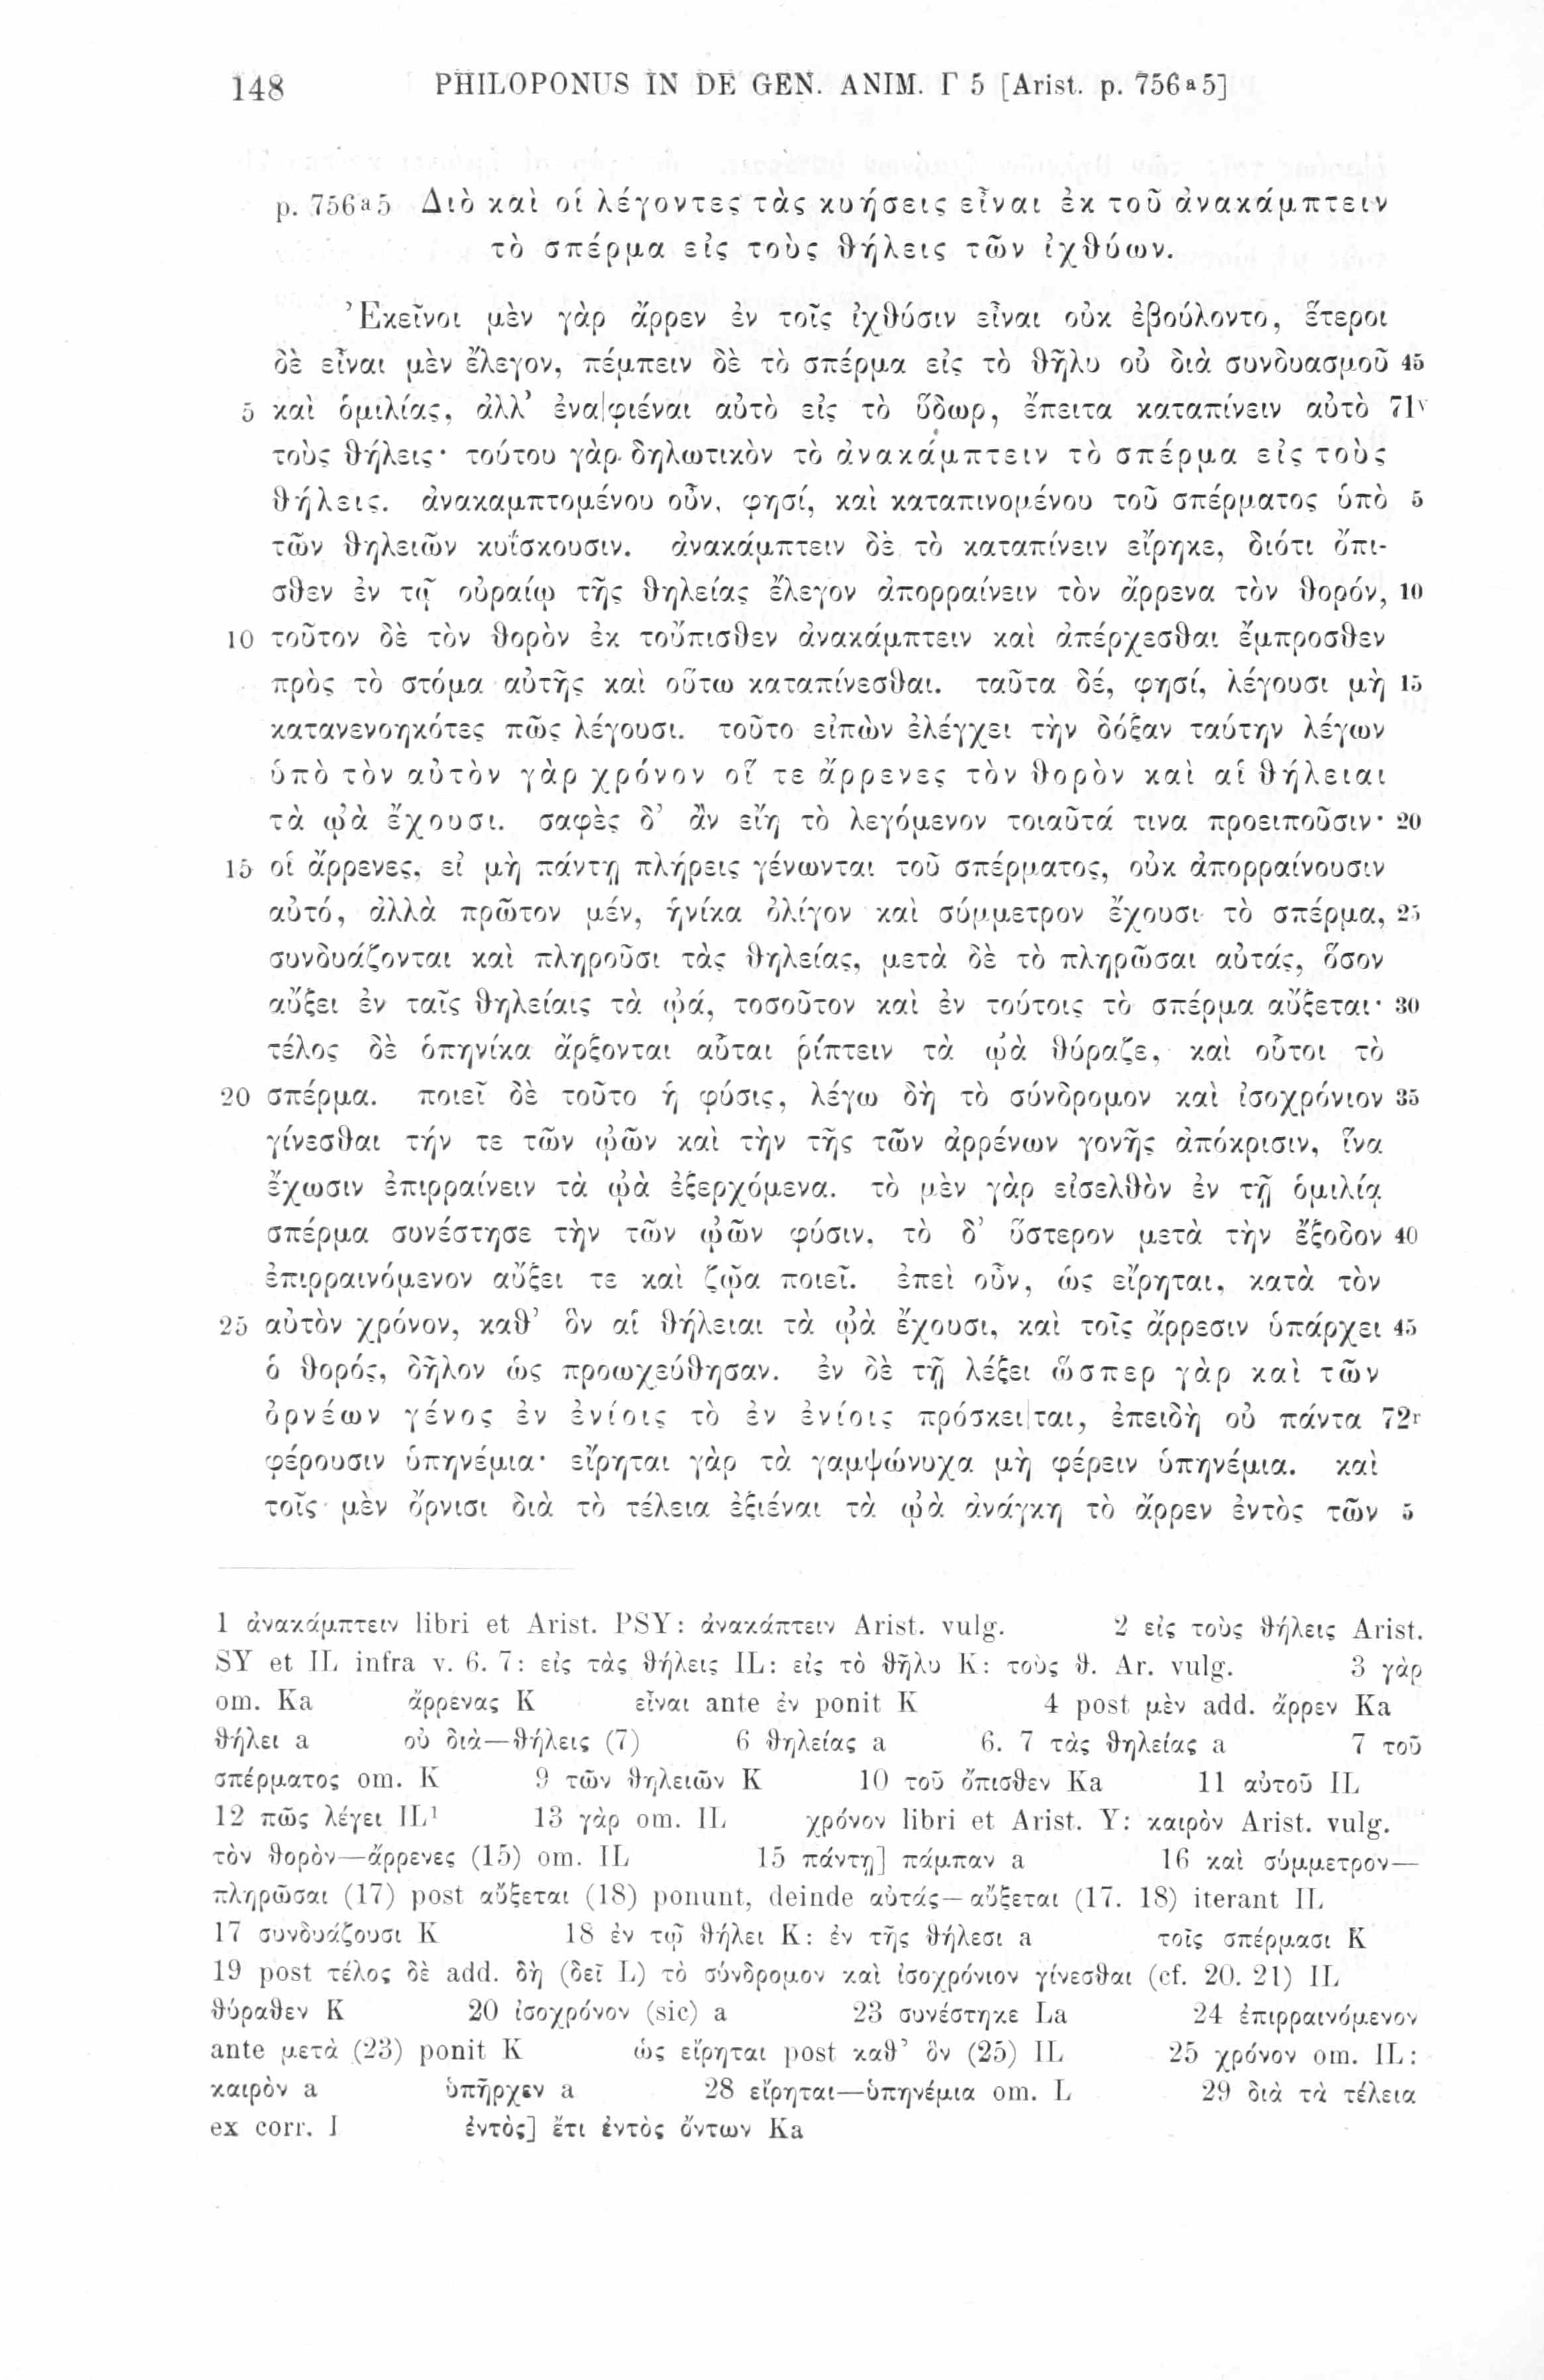 148 PHILOPONUS IN DE GEN. ANIM. Γ 5 [Arist. p. 756a5]
p. 756a5 Διὸ καὶ οἱ λέγοντες τὰς κυήσεις εἶναι ἐκ τοῦ ἀνακάμπτειν
τὸ σπέρμα εἰς τοὺς θήλεις τῶν ἰχθύων.
Ἐκεῖνοι μὲν γὰρ ἄρρεν ἐν τοῖς ἰχθύσιν εἶναι οὐκ ἐβούλοντο, ἕτεροι
δὲ εἶναι μὲν ἔλεγον, πέμπειν δὲ τὸ σπέρμα εἰς τὸ θῆλυ οὐ διὰ συνδυασμοῦ 45
5 καὶ ὁμιλίας, ἀλλ’ ἐνα|φιέναι αὐτὸ εἰς τὸ ὕδωρ, ἔπειτα καταπίνειν αὐτὸ 71v
τοὺς θήλεις· τούτου γὰρ δηλωτικὸν τὸ ἀνακάμπτειν τὸ σπέρμα εἰς τοὺς
θήλεις. ἀνακαμπτομένου οὖν, φησί, καὶ καταπινομένου τοῦ σπέρματος ὑπὸ 5
τῶν θηλειῶν κυΐσκουσιν. ἀνακάμπτειν δὲ τὸ καταπίνειν εἴρηκε, διότι ὄπι-
σθεν ἐν τῷ οὐραίῳ τῆς θηλείας ἔλεγον ἀπορραίνειν τὸν ἄρρενα τὸν θορόν, 10
10 τοῦτον δὲ τὸν θορὸν ἐκ τοὔπισθεν ἀνακάμπτειν καὶ ἀπέρχεσθαι ἔμπροσθεν
πρὸς τὸ στόμα αὐτῆς καὶ οὕτω καταπίνεσθαι. ταῦτα δέ, φησί, λέγουσι μὴ 15
κατανενοηκότες πῶς λέγουσι. τοῦτο εἰπὼν ἐλέγχει τὴν δόξαν ταύτην λέγων
ὑπὸ τὸν αὐτὸν γὰρ χρόνον οἵ τε ἄρρενες τὸν θορὸν καὶ αἱ θήλειαι
τὰ ᾠὰ ἔχουσι. σαφὲς δ’ ἂν εἴη τὸ λεγόμενον τοιαῦτά τινα προειποῦσιν· 20
15 οἱ ἄρρενες, εἰ μὴ πάντῃ πλήρεις γένωνται τοῦ σπέρματος, οὐκ ἀπορραίνουσιν
αὐτό, ἀλλὰ πρῶτον μέν, ἡνίκα ὀλίγον καὶ σύμμετρον ἔχουσι τὸ σπέρμα, 25
συνδυάζονται καὶ πληροῦσι τὰς θηλείας, μετὰ δὲ τὸ πληρῶσαι αὐτάς, ὅσον
αὔξει ἐν ταῖς θηλείαις τὰ ᾠά, τοσοῦτον καὶ ἐν τούτοις τὸ σπέρμα αὔξεται· 30
τέλος δὲ ὁπηνίκα ἄρξονται αὗται ῥίπτειν τὰ ᾠὰ θύραζε, καὶ οὗτοι τὸ
20 σπέρμα. ποιεῖ δὲ τοῦτο ἡ φύσις, λέγω δὴ τὸ σύνδρομον καὶ ἰσοχρόνιον 35
γίνεσθαι τήν τε τῶν ᾠῶν καὶ τὴν τῆς τῶν ἀρρένων γονῆς ἀπόκρισιν, ἵνα
ἔχωσιν ἐπιρραίνειν τὰ ᾠὰ ἐξερχόμενα. τὸ μὲν γὰρ εἰσελθὸν ἐν τῇ ὁμιλίᾳ
σπέρμα συνέστησε τὴν τῶν ᾠῶν φύσιν, τὸ δ’ ὕστερον μετὰ τὴν ἔξοδον 40
ἐπιρραινόμενον αὔξει τε καὶ ζῷα ποιεῖ. ἐπεὶ οὖν, ὡς εἴρηται, κατὰ τὸν
25 αὐτὸν χρόνον, καθ’ ὃν αἱ θήλειαι τὰ ᾠὰ ἔχουσι, καὶ τοῖς ἄρρεσιν ὑπάρχει 45
ὁ θορός, δῆλον ὡς προωχεύθησαν. ἐν δὲ τῇ λέξει ὥσπερ γὰρ καὶ τῶν
ὀρνέων γένος ἐν ἐνίοις τὸ ἐν ἐνίοις πρόσκει|ται, ἐπειδὴ οὐ πάντα 72r
φέρουσιν ὑπηνέμια· εἴρηται γὰρ τὰ γαμψώνυχα μὴ φέρειν ὑπηνέμια. καὶ
τοῖς μὲν ὄρνισι διὰ τὸ τέλεια ἐξιέναι τὰ ᾠὰ ἀνάγκη τὸ ἄρρεν ἐντὸς τῶν 5
1 ἀνακάμπτειν libri et Arist. PSY: ἀνακάπτειν Arist. vulg. 2 εἰς τοὺς θήλεις Arist.
SY et IL infra v. 6. 7: εἰς τὰς θήλεις IL: εἰς τὸ θῆλυ K: τοὺς θ. Ar. vulg. 3 γὰρ
om. Ka ἄρρενας K εἶναι ante ἐν ponit K 4 post μὲν add. ἄρρεν Ka
θήλει a οὐ διὰ—θήλεις (7) 6 θηλείας a 6. 7 τὰς θηλείας a 7 τοῦ
σπέρματος om. K 9 τῶν θηλειῶν K 10 τοῦ ὄπισθεν Ka 11 αὐτοῦ IL
12 πῶς λέγει IL1 13 γὰρ om. IL χρόνον libri et Arist. Y: καιρὸν Arist. vulg.
τὸν θορὸν—ἄρρενες (15) om. IL 15 πάντῃ] πάμπαν a 16 καὶ σύμμετρον—
πληρῶσαι (17) post αὔξεται (18) ponunt, deinde αὐτάς—αὔξεται (17. 18) iterant IL
17 συνδυάζουσι K 18 ἐν τῷ θήλει K: ἐν τῆς θήλεσι a τοῖς σπέρμασι K
19 post τέλος δὲ add. δὴ (δεῖ L) τὸ σύνδρομον καὶ ἰσοχρόνιον γίνεσθαι (cf. 20. 21) IL
θύραθεν K 20 ἰσοχρόνον (sic) a 23 συνέστηκε La 24 ἐπιρραινόμενον
ante μετὰ (23) ponit K ὡς εἴρηται post καθ’ ὃν (25) IL 25 χρόνον om. IL:
καιρὸν a ὑπῆρχεν a 28 εἴρηται—ὑπηνέμια om. L 29 διὰ τὰ τέλεια
ex corr. I ἐντὸς] ἔτι ἐντὸς ὄντων Ka